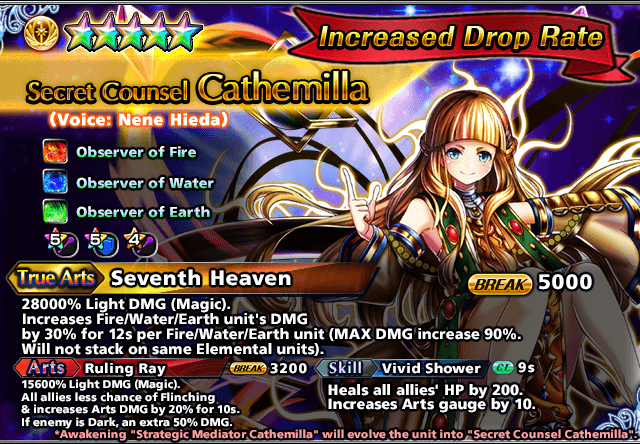 Increased Drop Rate
Secret Counsel Cathemilla
(Voice: Nene Hieda)
Observer of Fire
Observer of Water
Observer of Earth
5 5 4
True Arts Seventh Heaven BREAK 5000
28000% Light DMG (Magic).
Increases Fire/Water/Earth unit's DMG
by 30% for 12s per Fire/Water/Earth unit (MAX DMG increase 90%.
Will not stack on same Elemental units).
Arts Ruling Ray BREAK 3200
15600% Light DMG (Magic).
All allies less chance of Flinching
& increases Arts DMG by 20% for 10s.
If enemy is Dark, an extra 50% DMG.
Skill Vivid Shower CT 9s
Heals all allies' HP by 200.
Increases Arts gauge by 10.
*Awakening "Strategic Mediator Cathemilla" will evolve the unit into "Secret Counsel Cathemilla".